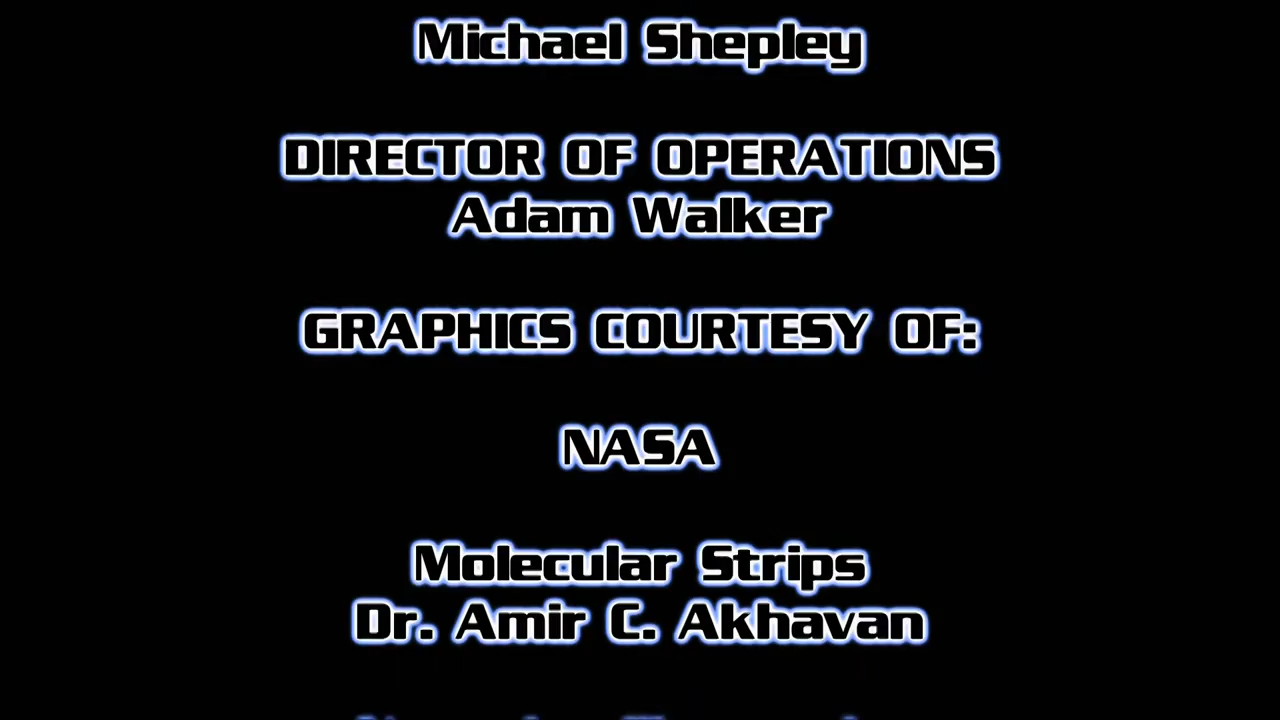 Michael Shepley
DIRECTOR OF OPERATIONS
Adam Walker
GRAPHICS COURTESY OF:
NASA
Molecular Strips
Dr. Amir C. Akhavan